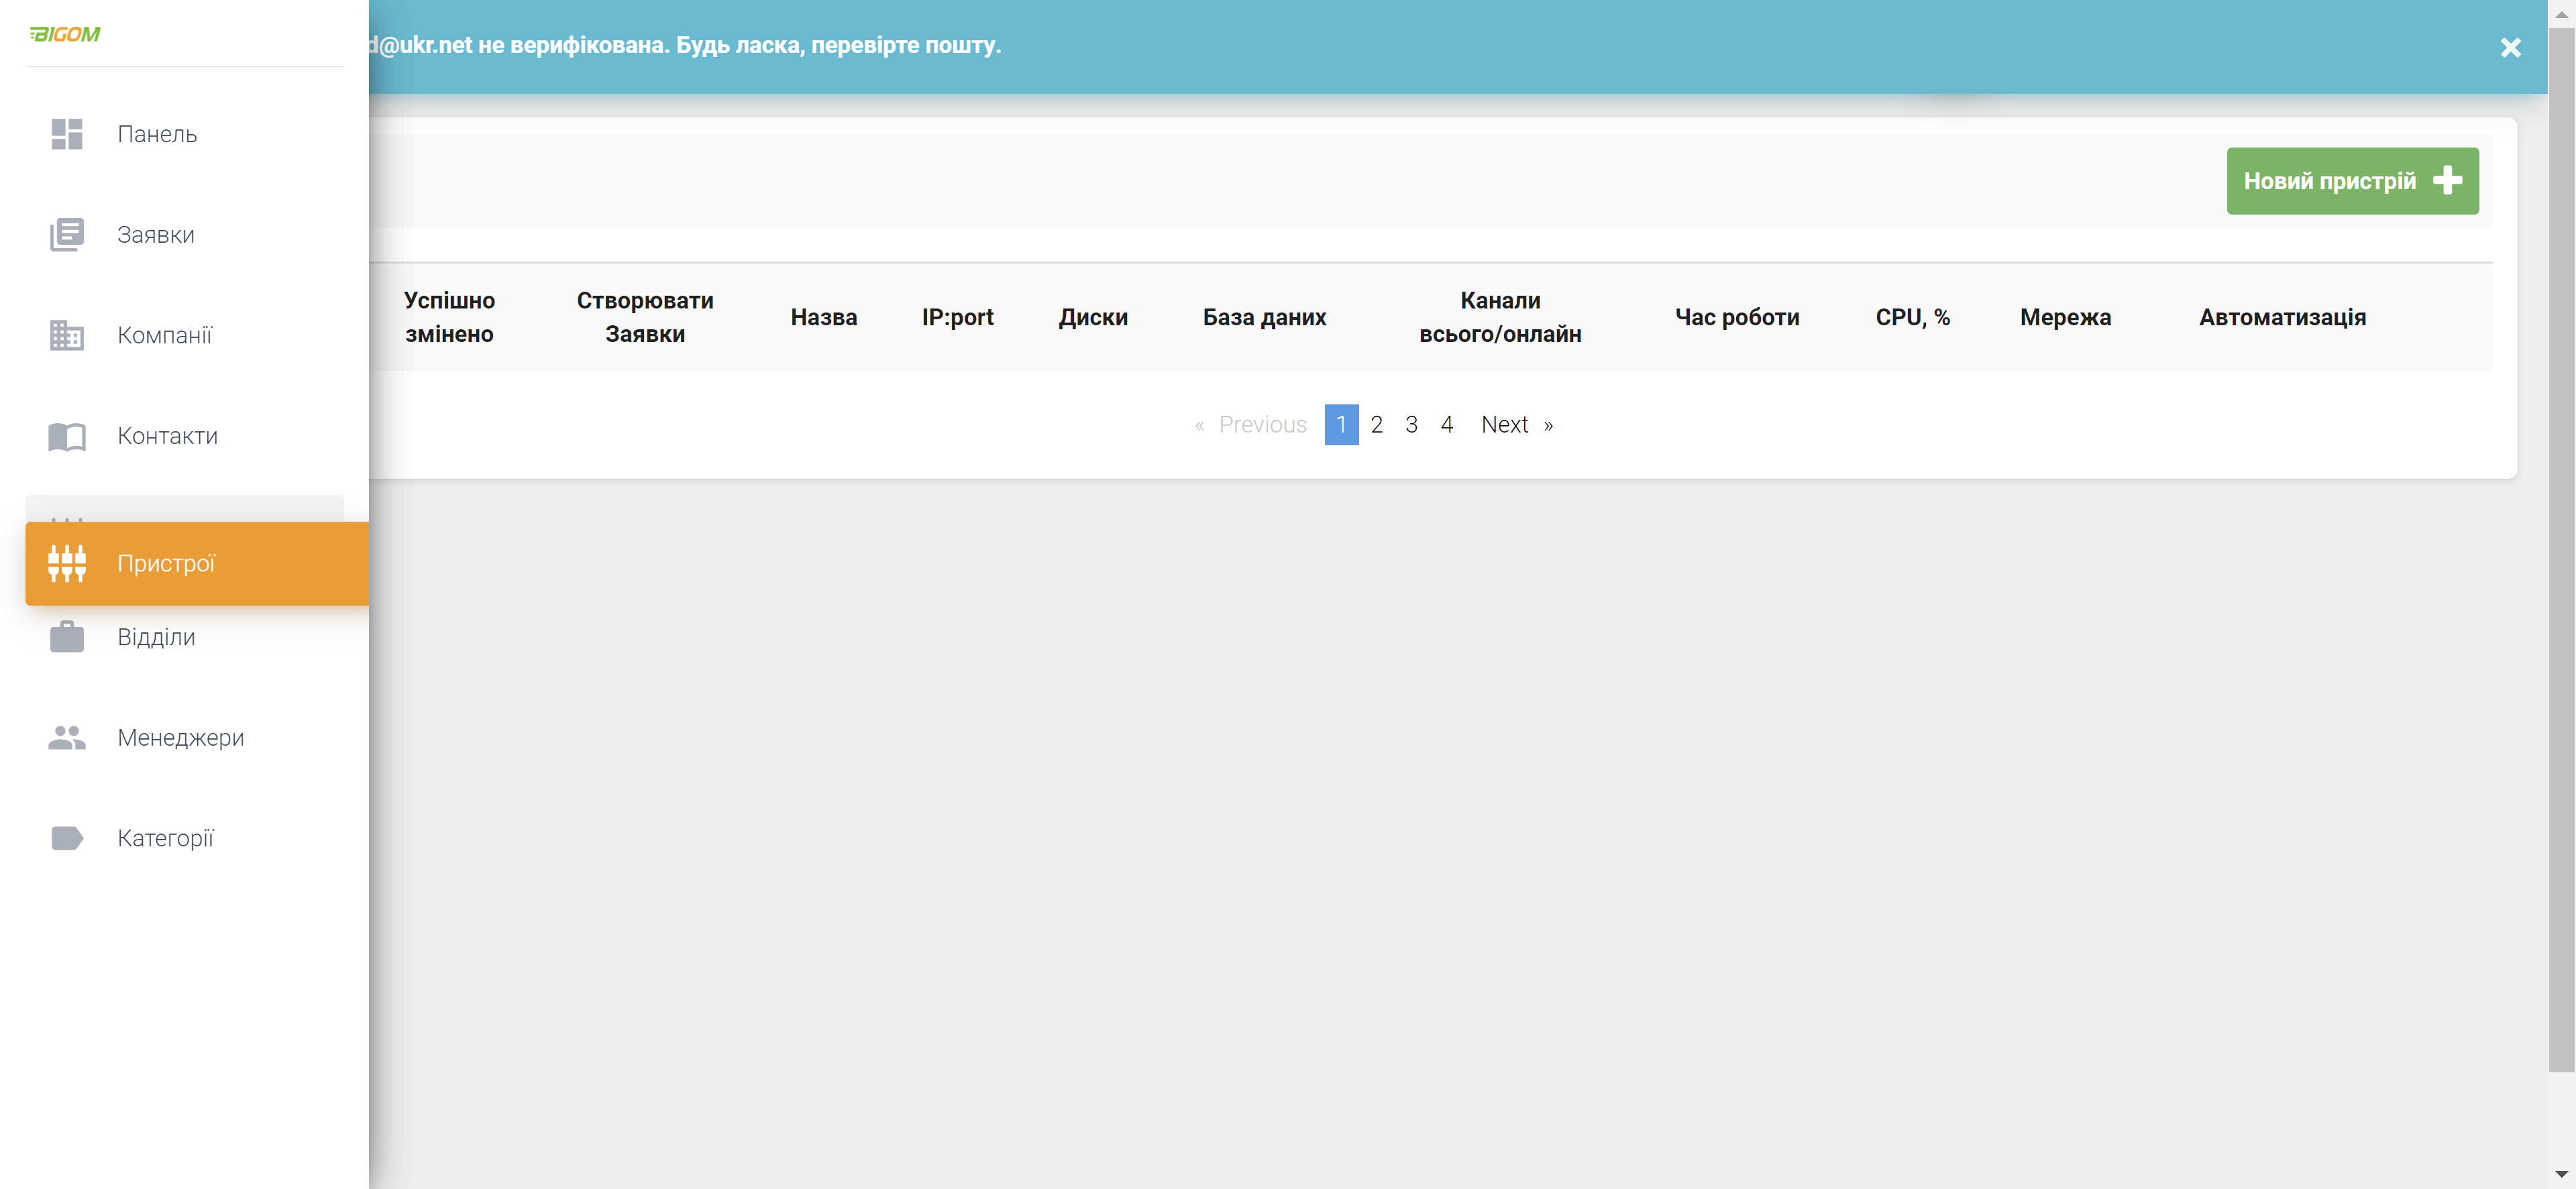 BIGOM
d@ukr.net не верифікована. Будь ласка, перевірте пошту.
Панель
Заявки
Компанії
Контакти
Пристрої
Відділи
Менеджери
Категорії
Новий пристрій
Успішно змінено
Створювати Заявки
Назва
IP:port
Диски
База даних
Канали всього/онлайн
Час роботи
CPU, %
Мережа
Автоматизація
« Previous 1 2 3 4 Next »